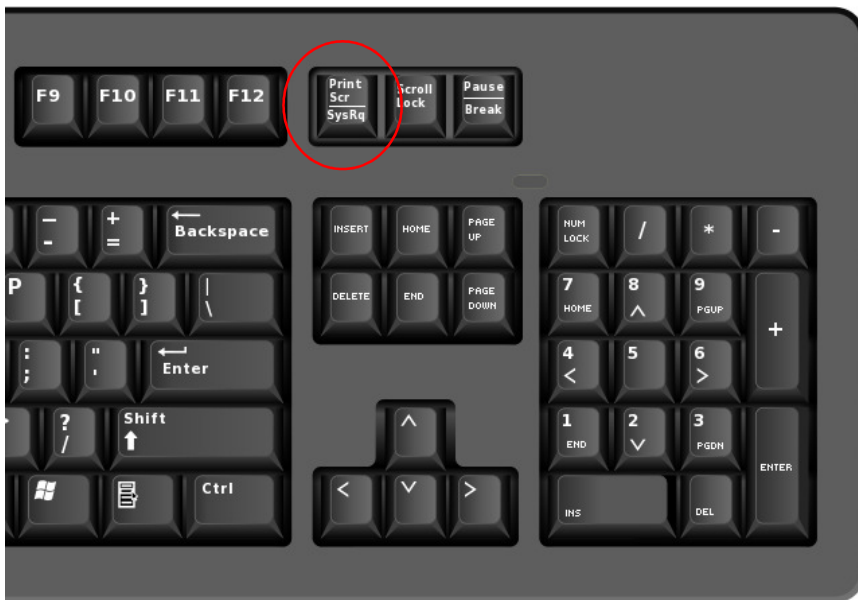 F9 F10 F11 F12
Print
Scr
SysRq
Scroll
Lock
Pause
Break
_
-
+
=
Backspace
INSERT
HOME
PAGE
UP
NUM
LOCK
/
*
-
P
{
[
}
]
|
\
DELETE
END
PAGE
DOWN
7
HOME
8
9
PGUP
+
:
;
"
'
Enter
4
<
5
6
>
?
/
Shift
1
END
2
3
PGDN
ENTER
Ctrl
<
>
INS
DEL